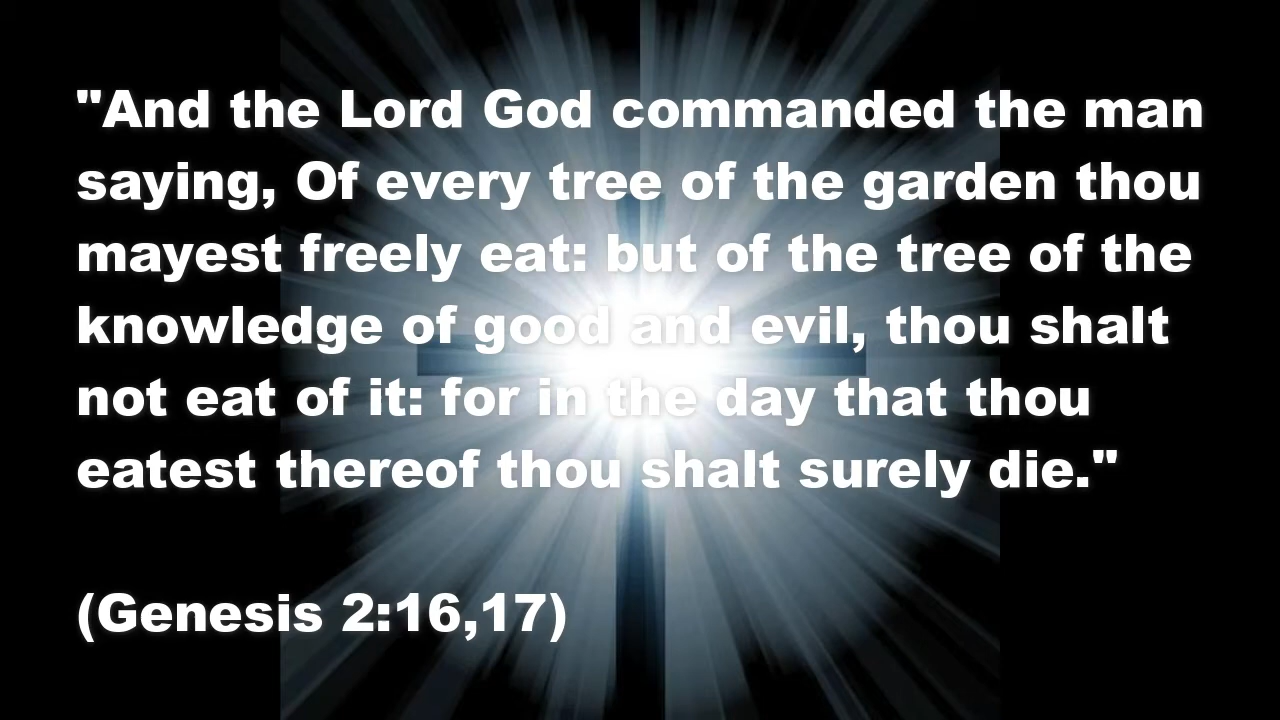 "And the Lord God commanded the man
saying, Of every tree of the garden thou
mayest freely eat: but of the tree of the
knowledge of good and evil, thou shalt
not eat of it: for in the day that thou
eatest thereof thou shalt surely die."
(Genesis 2:16,17)